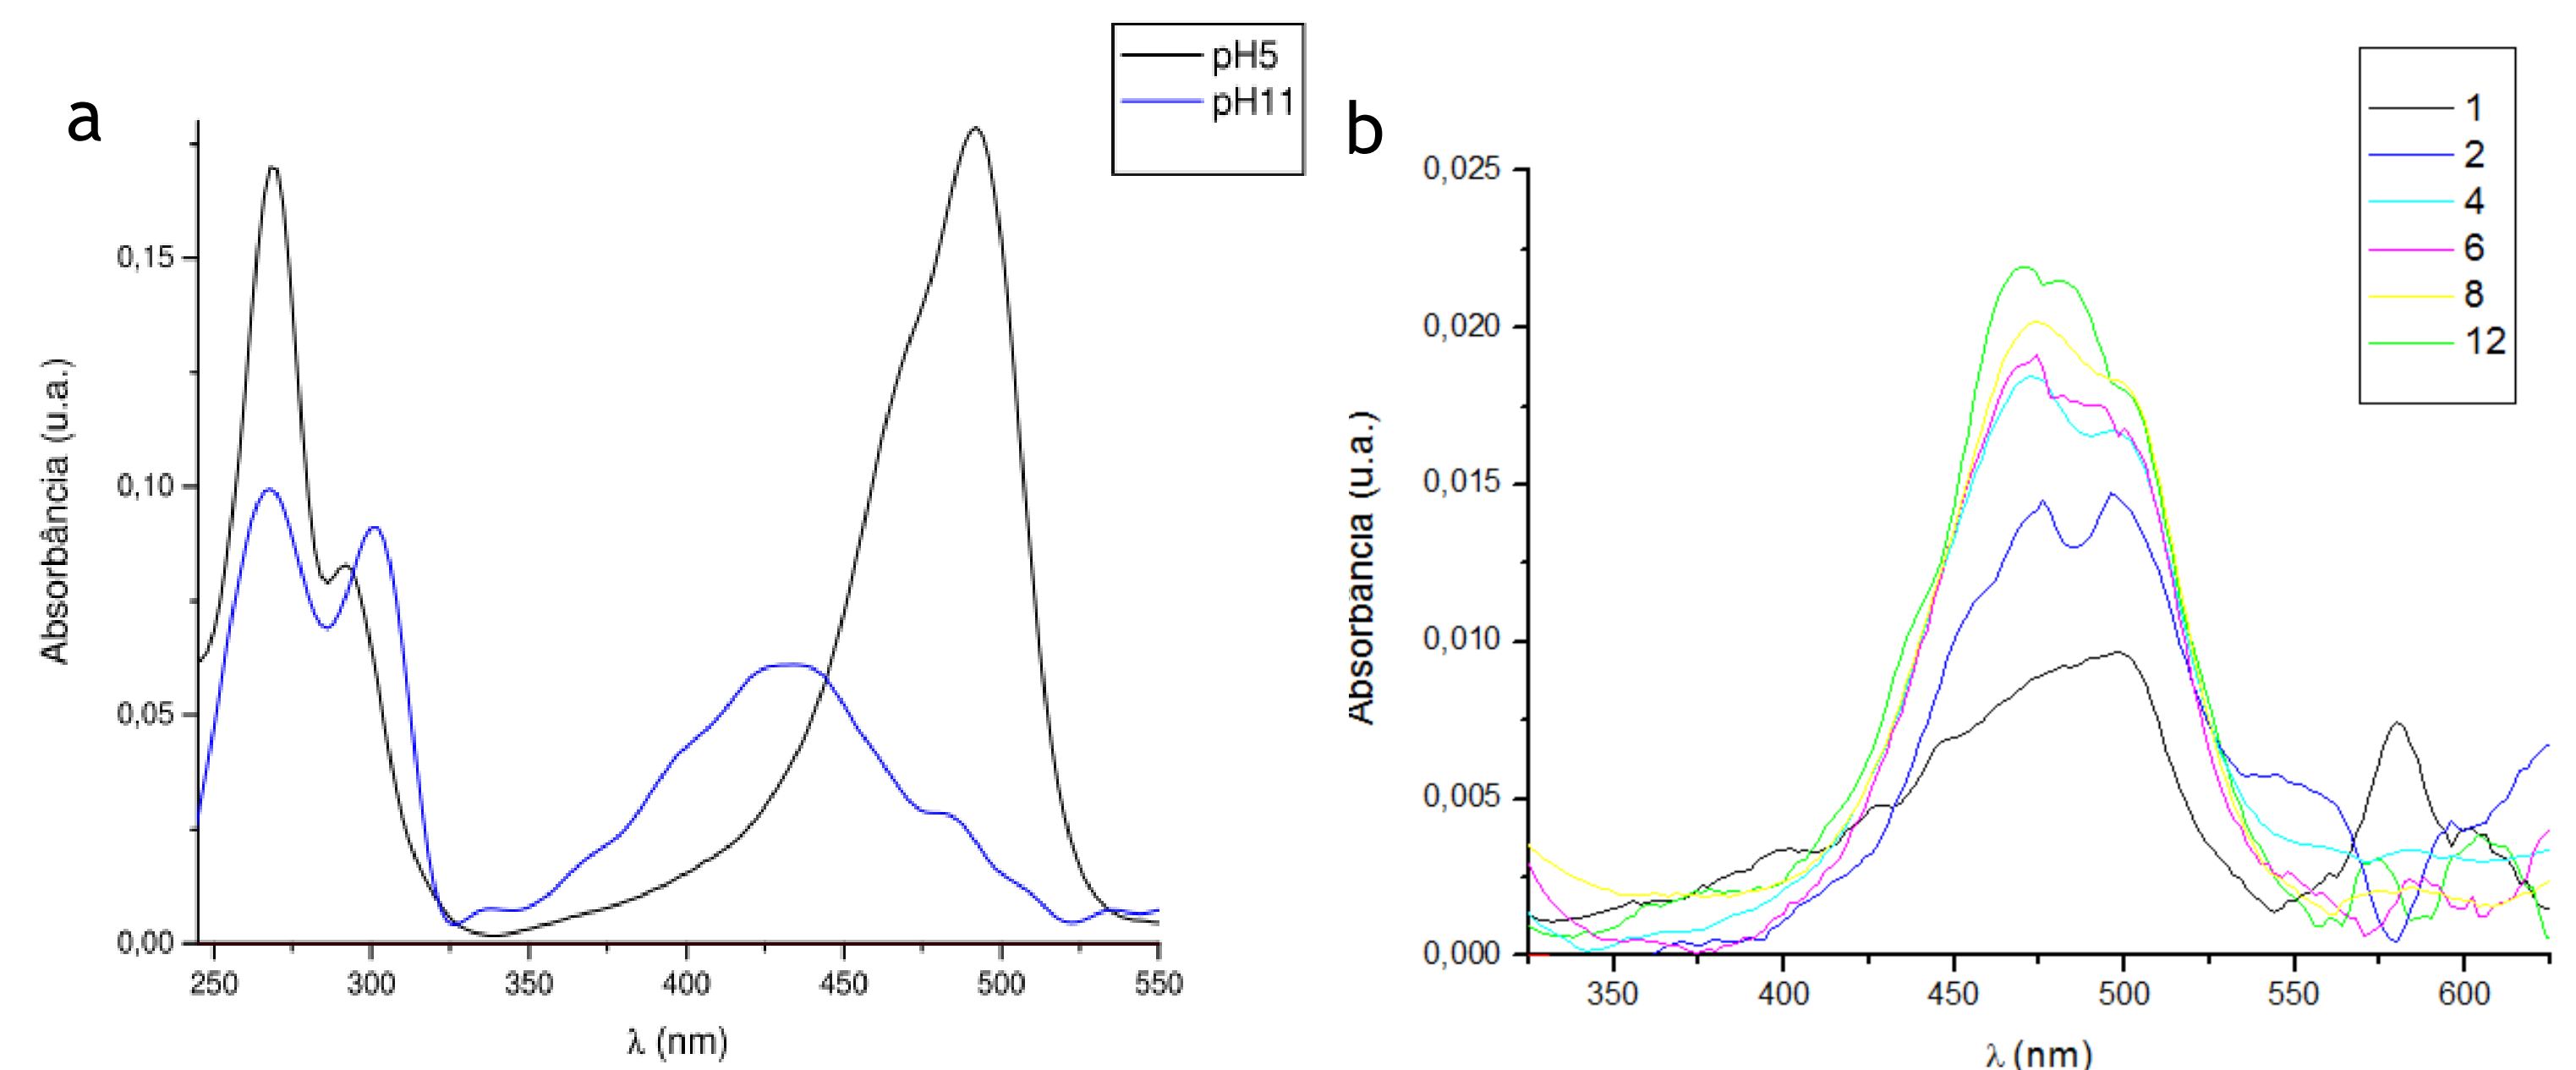 a
pH5
pH11
Absorbância (u.a.)
0,15
0,10
0,05
0,00
250 300 350 400 450 500 550
λ (nm)
b
1
2
4
6
8
12
Absorbância (u.a.)
0,025
0,020
0,015
0,010
0,005
0,000
350 400 450 500 550 600
λ (nm)